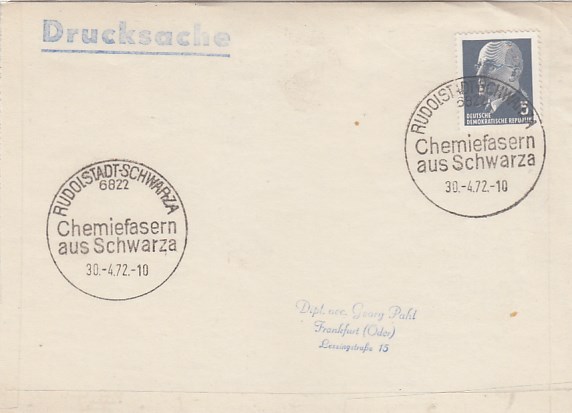 Drucksache
5
DEUTSCHE
DEMOKRATISCHE REPUBLIK
RUDOLSTADT-SCHWARZA
6822
Chemiefasern
aus Schwarza
30.-4.72.-10
RUDOLSTADT-SCHWARZA
6822
Chemiefasern
aus Schwarza
30.-4.72.-10
Dipl. oec. Georg Pahl
Frankfurt (Oder)
Lessingstraße 15